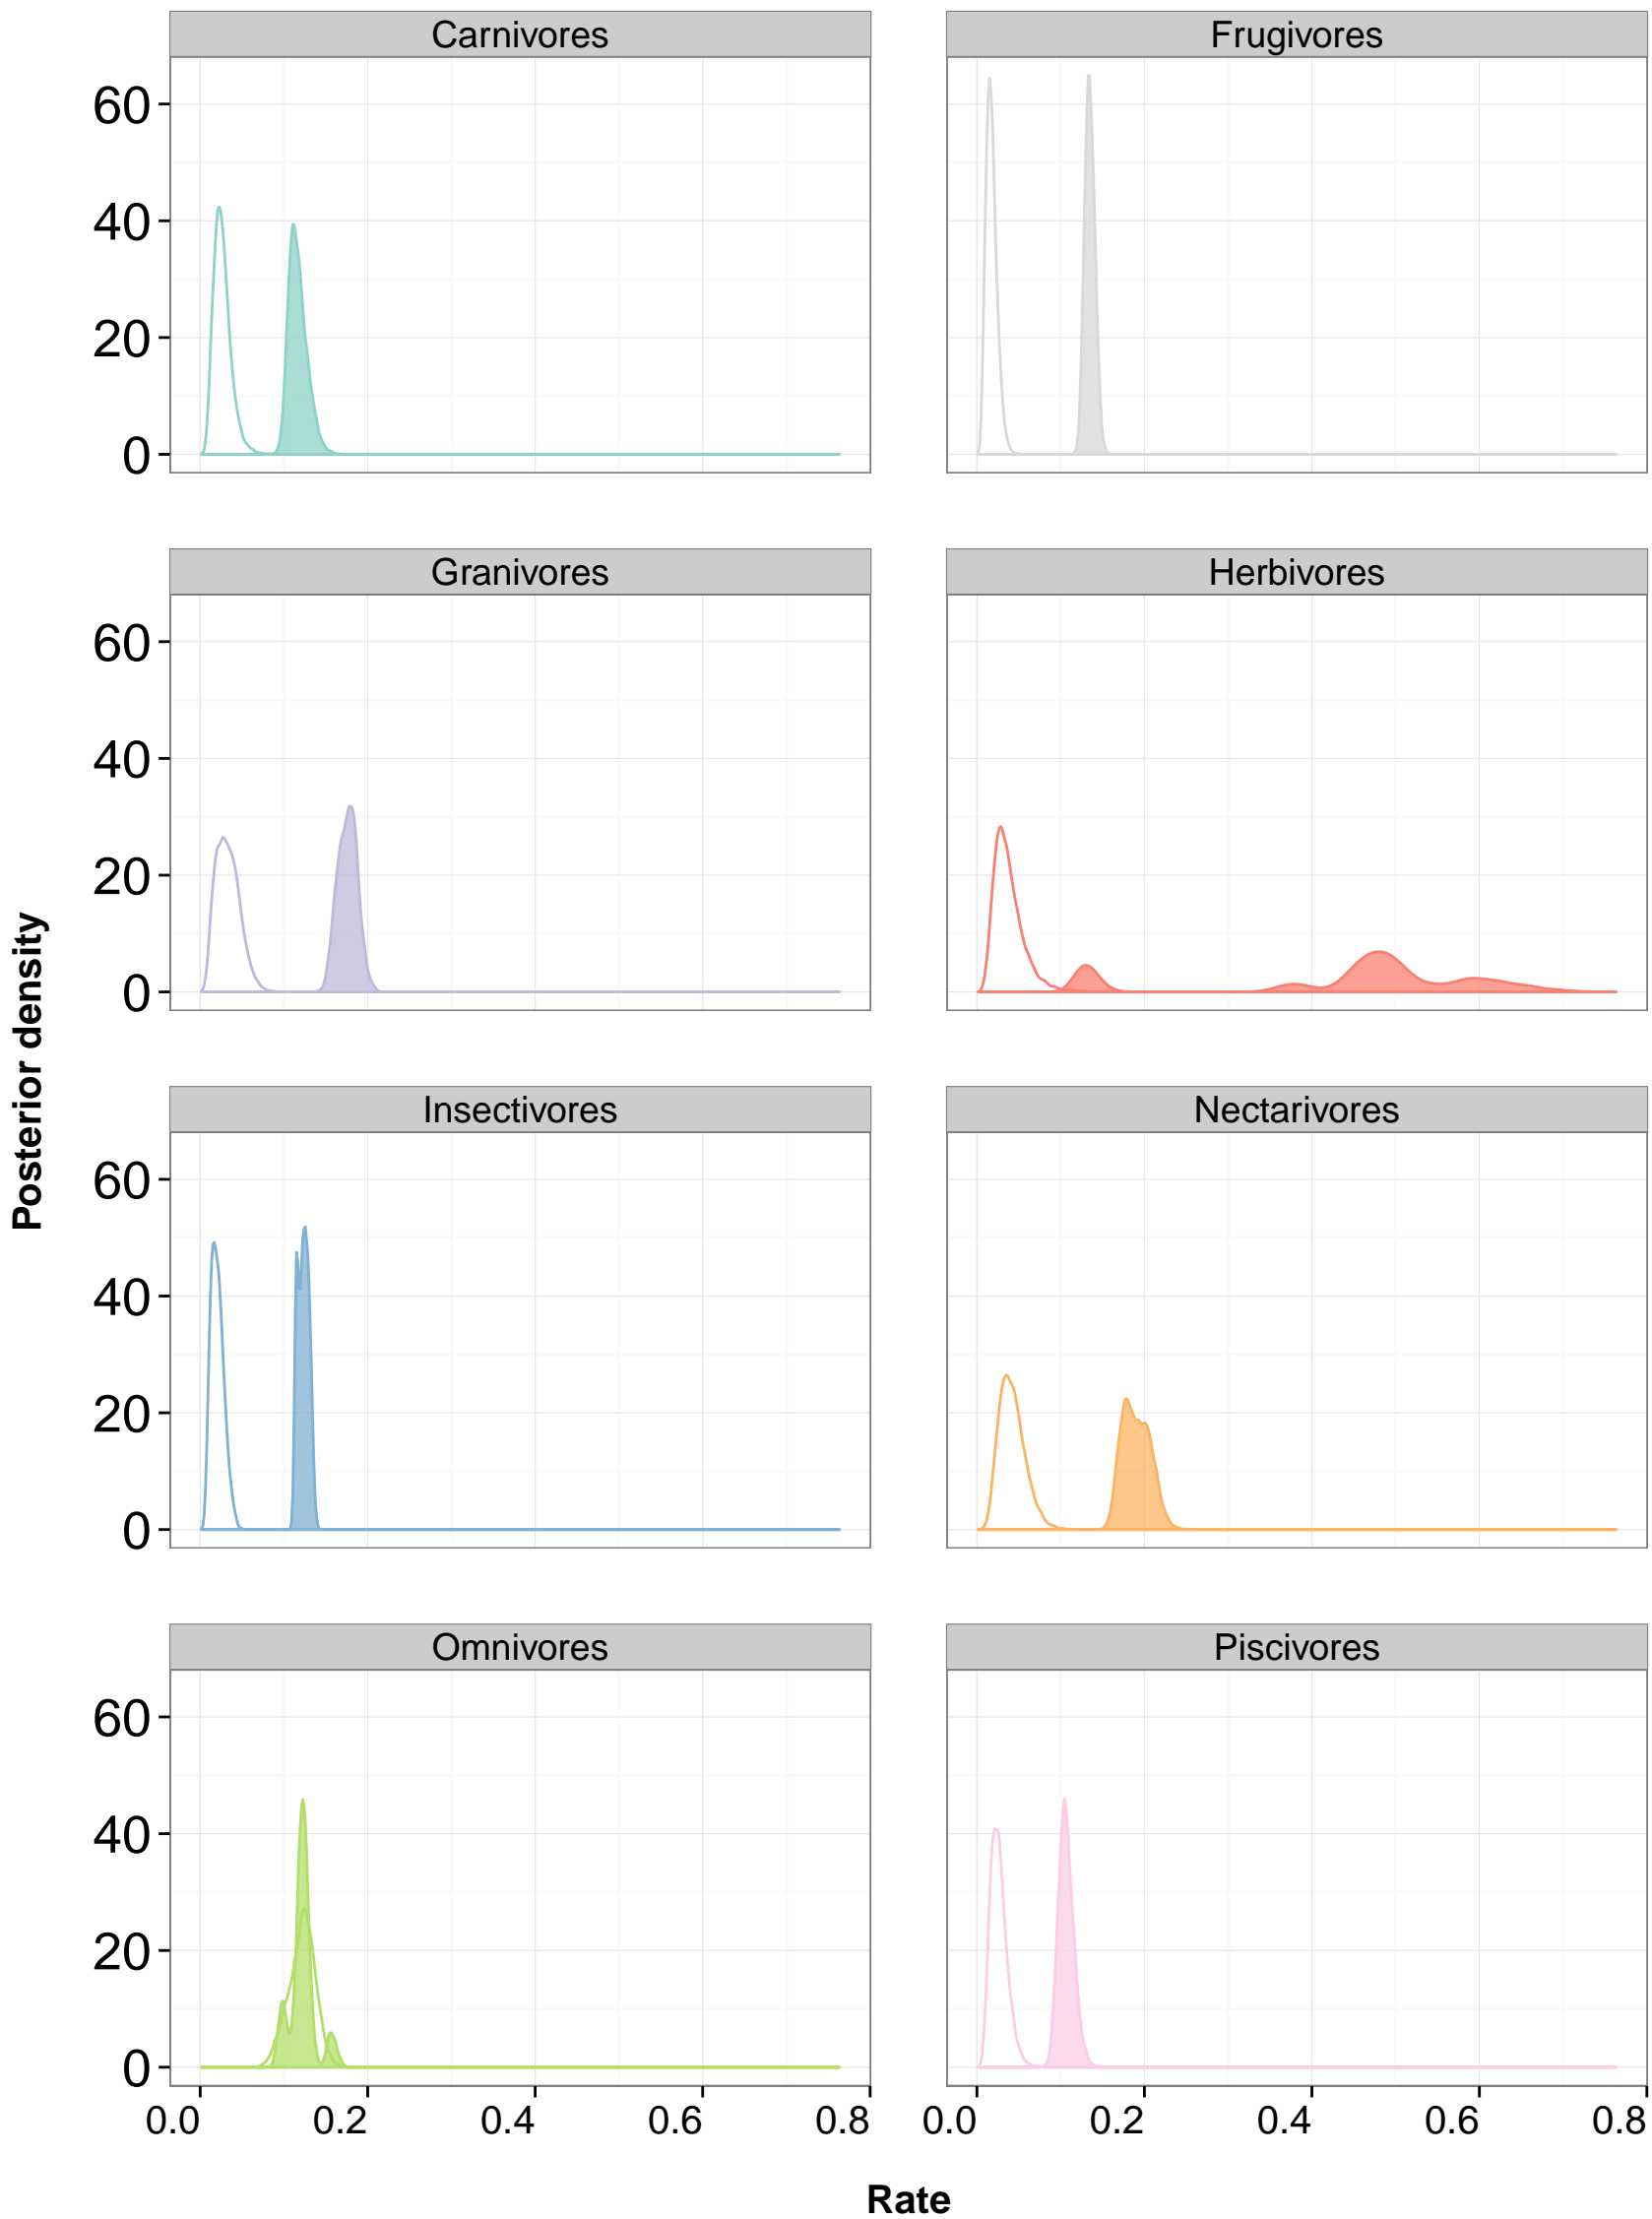 Carnivores
Frugivores
60
40
20
0
Granivores
Herbivores
60
40
20
0
Posterior density
Insectivores
Nectarivores
60
40
20
0
Omnivores
Piscivores
60
40
20
0
0.0 0.2 0.4 0.6 0.8
0.0 0.2 0.4 0.6 0.8
Rate